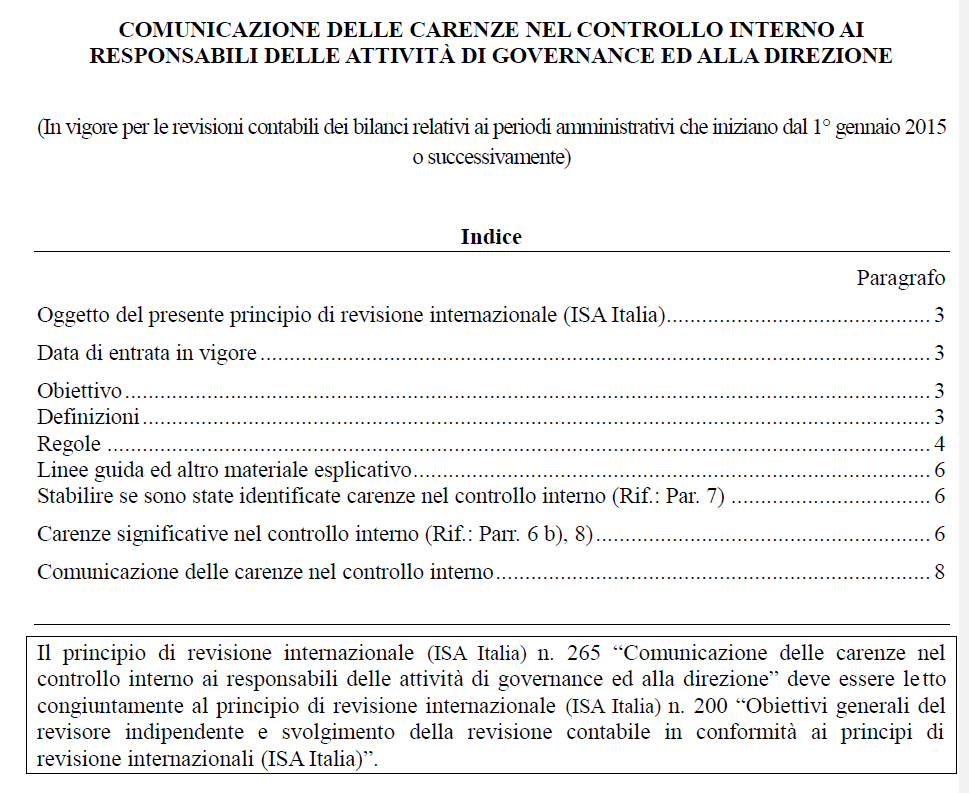 COMUNICAZIONE DELLE CARENZE NEL CONTROLLO INTERNO AI
RESPONSABILI DELLE ATTIVITÀ DI GOVERNANCE ED ALLA DIREZIONE
(In vigore per le revisioni contabili dei bilanci relativi ai periodi amministrativi che iniziano dal 1° gennaio 2015
o successivamente)
Indice
Paragrafo
Oggetto del presente principio di revisione internazionale (ISA Italia)................................................ 3
Data di entrata in vigore........................................................................................................................ 3
Obiettivo................................................................................................................................................ 3
Definizioni............................................................................................................................................. 3
Regole ................................................................................................................................................... 4
Linee guida ed altro materiale esplicativo............................................................................................. 6
Stabilire se sono state identificate carenze nel controllo interno (Rif.: Par. 7) ..................................... 6
Carenze significative nel controllo interno (Rif.: Parr. 6 b), 8)............................................................. 6
Comunicazione delle carenze nel controllo interno............................................................................... 8
Il principio di revisione internazionale (ISA Italia) n. 265 “Comunicazione delle carenze nel
controllo interno ai responsabili delle attività di governance ed alla direzione” deve essere letto
congiuntamente al principio di revisione internazionale (ISA Italia) n. 200 “Obiettivi generali del
revisore indipendente e svolgimento della revisione contabile in conformità ai principi di
revisione internazionali (ISA Italia)”.